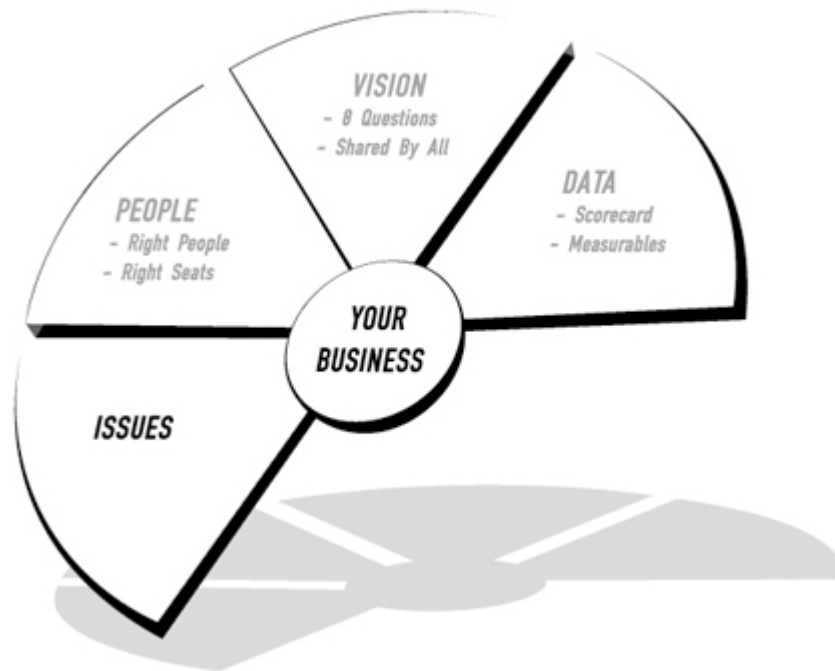 VISION
- 8 Questions
- Shared By All
DATA
- Scorecard
- Measurables
PEOPLE
- Right People
- Right Seats
YOUR
BUSINESS
ISSUES